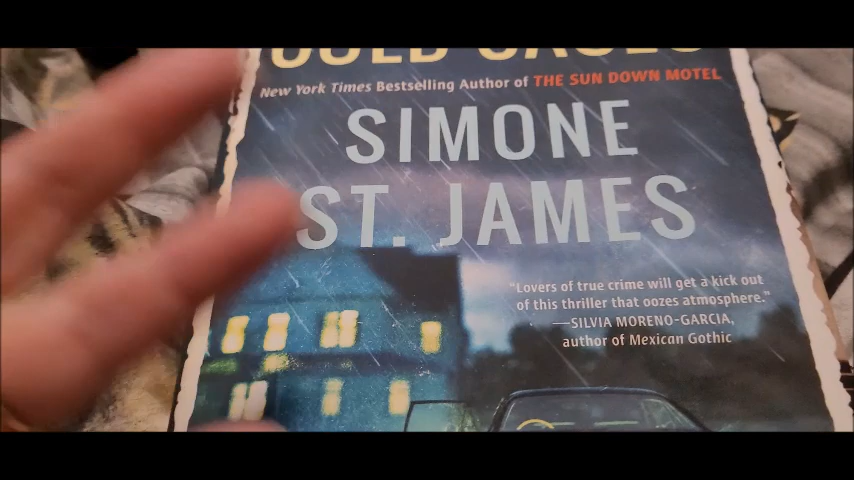 New York Times Bestselling Author of THE SUN DOWN MOTEL
SIMONE
ST. JAMES
"Lovers of true crime will get a kick out
of this thriller that oozes atmosphere."
—SILVIA MORENO-GARCIA,
author of Mexican Gothic